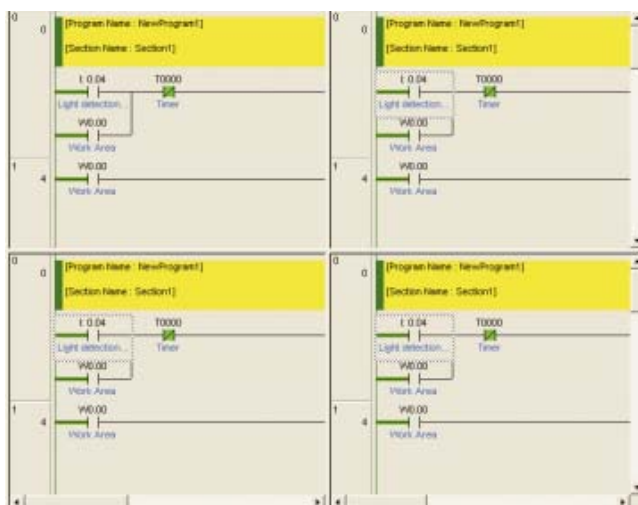 0
0
[Program Name : NewProgram1]
[Section Name : Section1]
I: 0.04 T0000
Light detection... Timer
W0.00
Work Area
1
4
W0.00
Work Area
0
0
[Program Name : NewProgram1]
[Section Name : Section1]
I: 0.04 T0000
Light detection... Timer
W0.00
Work Area
1
4
W0.00
Work Area
0
0
[Program Name : NewProgram1]
[Section Name : Section1]
I: 0.04 T0000
Light detection... Timer
W0.00
Work Area
1
4
W0.00
Work Area
0
0
[Program Name : NewProgram1]
[Section Name : Section1]
I: 0.04 T0000
Light detection... Timer
W0.00
Work Area
1
4
W0.00
Work Area